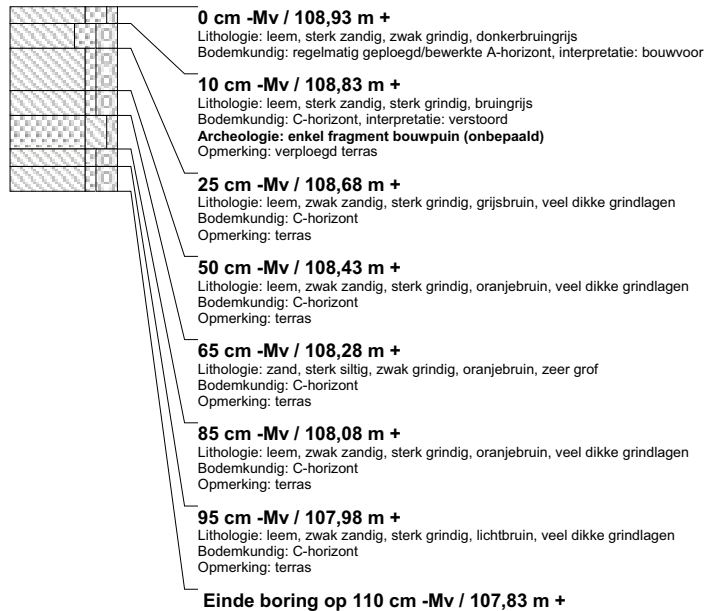 0 cm -Mv / 108,93 m +
Lithologie: leem, sterk zandig, zwak grindig, donkerbruingrijs
Bodemkundig: regelmatig geploegd/bewerkte A-horizont, interpretatie: bouwvoor
10 cm -Mv / 108,83 m +
Lithologie: leem, sterk zandig, sterk grindig, bruingrijs
Bodemkundig: C-horizont, interpretatie: verstoord
Archeologie: enkel fragment bouwpuin (onbepaald)
Opmerking: verploegd terras
25 cm -Mv / 108,68 m +
Lithologie: leem, zwak zandig, sterk grindig, grijsbruin, veel dikke grindlagen
Bodemkundig: C-horizont
Opmerking: terras
50 cm -Mv / 108,43 m +
Lithologie: leem, zwak zandig, sterk grindig, oranjebruin, veel dikke grindlagen
Bodemkundig: C-horizont
Opmerking: terras
65 cm -Mv / 108,28 m +
Lithologie: zand, sterk siltig, zwak grindig, oranjebruin, zeer grof
Bodemkundig: C-horizont
Opmerking: terras
85 cm -Mv / 108,08 m +
Lithologie: leem, zwak zandig, sterk grindig, oranjebruin, veel dikke grindlagen
Bodemkundig: C-horizont
Opmerking: terras
95 cm -Mv / 107,98 m +
Lithologie: leem, zwak zandig, sterk grindig, lichtbruin, veel dikke grindlagen
Bodemkundig: C-horizont
Opmerking: terras
Einde boring op 110 cm -Mv / 107,83 m +